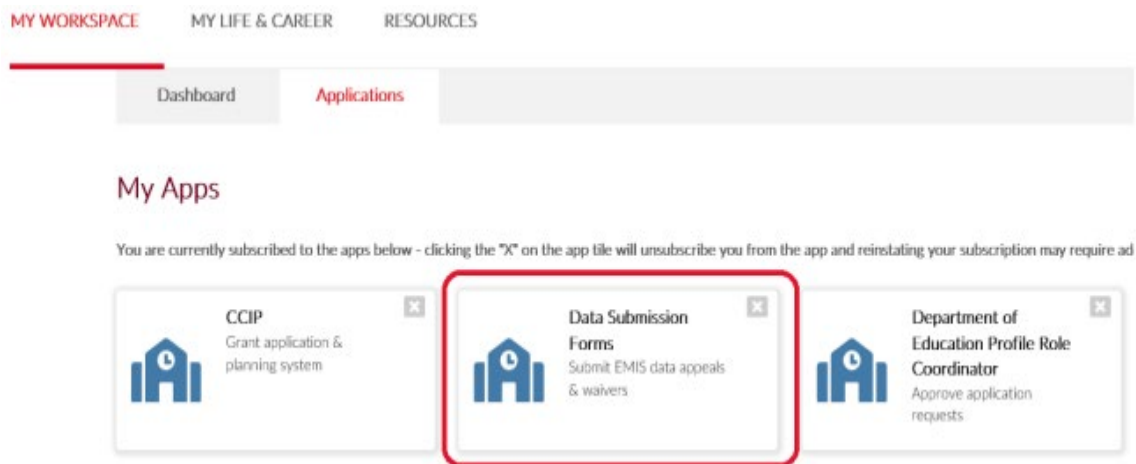 MY WORKSPACE MY LIFE & CAREER RESOURCES
Dashboard Applications
My Apps
You are currently subscribed to the apps below - clicking the "X" on the app tile will unsubscribe you from the app and reinstating your subscription may require ad
CCIP
Grant application &
planning system
Data Submission
Forms
Submit EMIS data appeals
& waivers
Department of
Education Profile Role
Coordinator
Approve application
requests